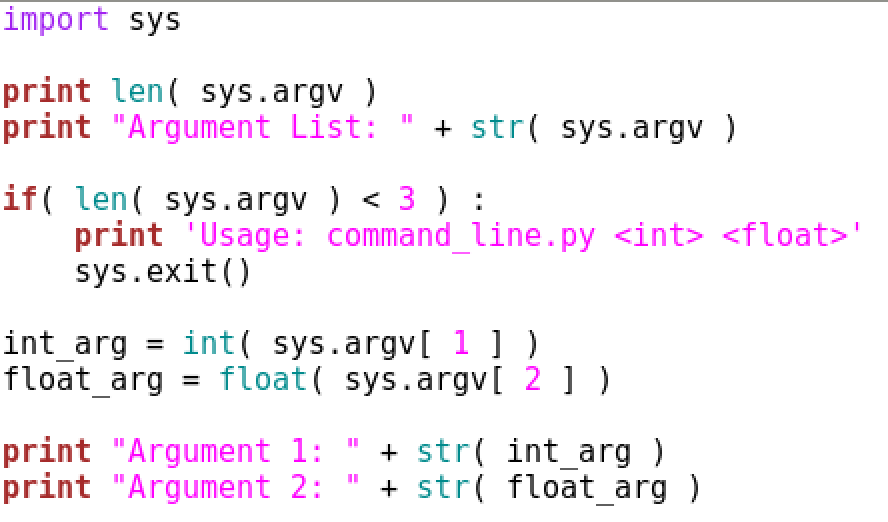 import sys

print len( sys.argv )
print "Argument List: " + str( sys.argv )

if( len( sys.argv ) < 3 ) :
    print 'Usage: command_line.py <int> <float>'
    sys.exit()

int_arg = int( sys.argv[ 1 ] )
float_arg = float( sys.argv[ 2 ] )

print "Argument 1: " + str( int_arg )
print "Argument 2: " + str( float_arg )